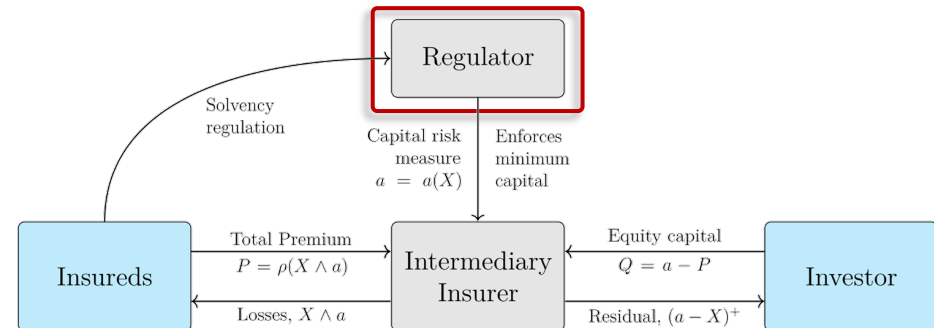 Regulator
Solvency
regulation
Capital risk
measure
a = a(X)
Enforces
minimum
capital
Insureds
Total Premium
P = ρ(X ∧ a)
Losses, X ∧ a
Intermediary
Insurer
Equity capital
Q = a − P
Residual, (a − X)⁺
Investor